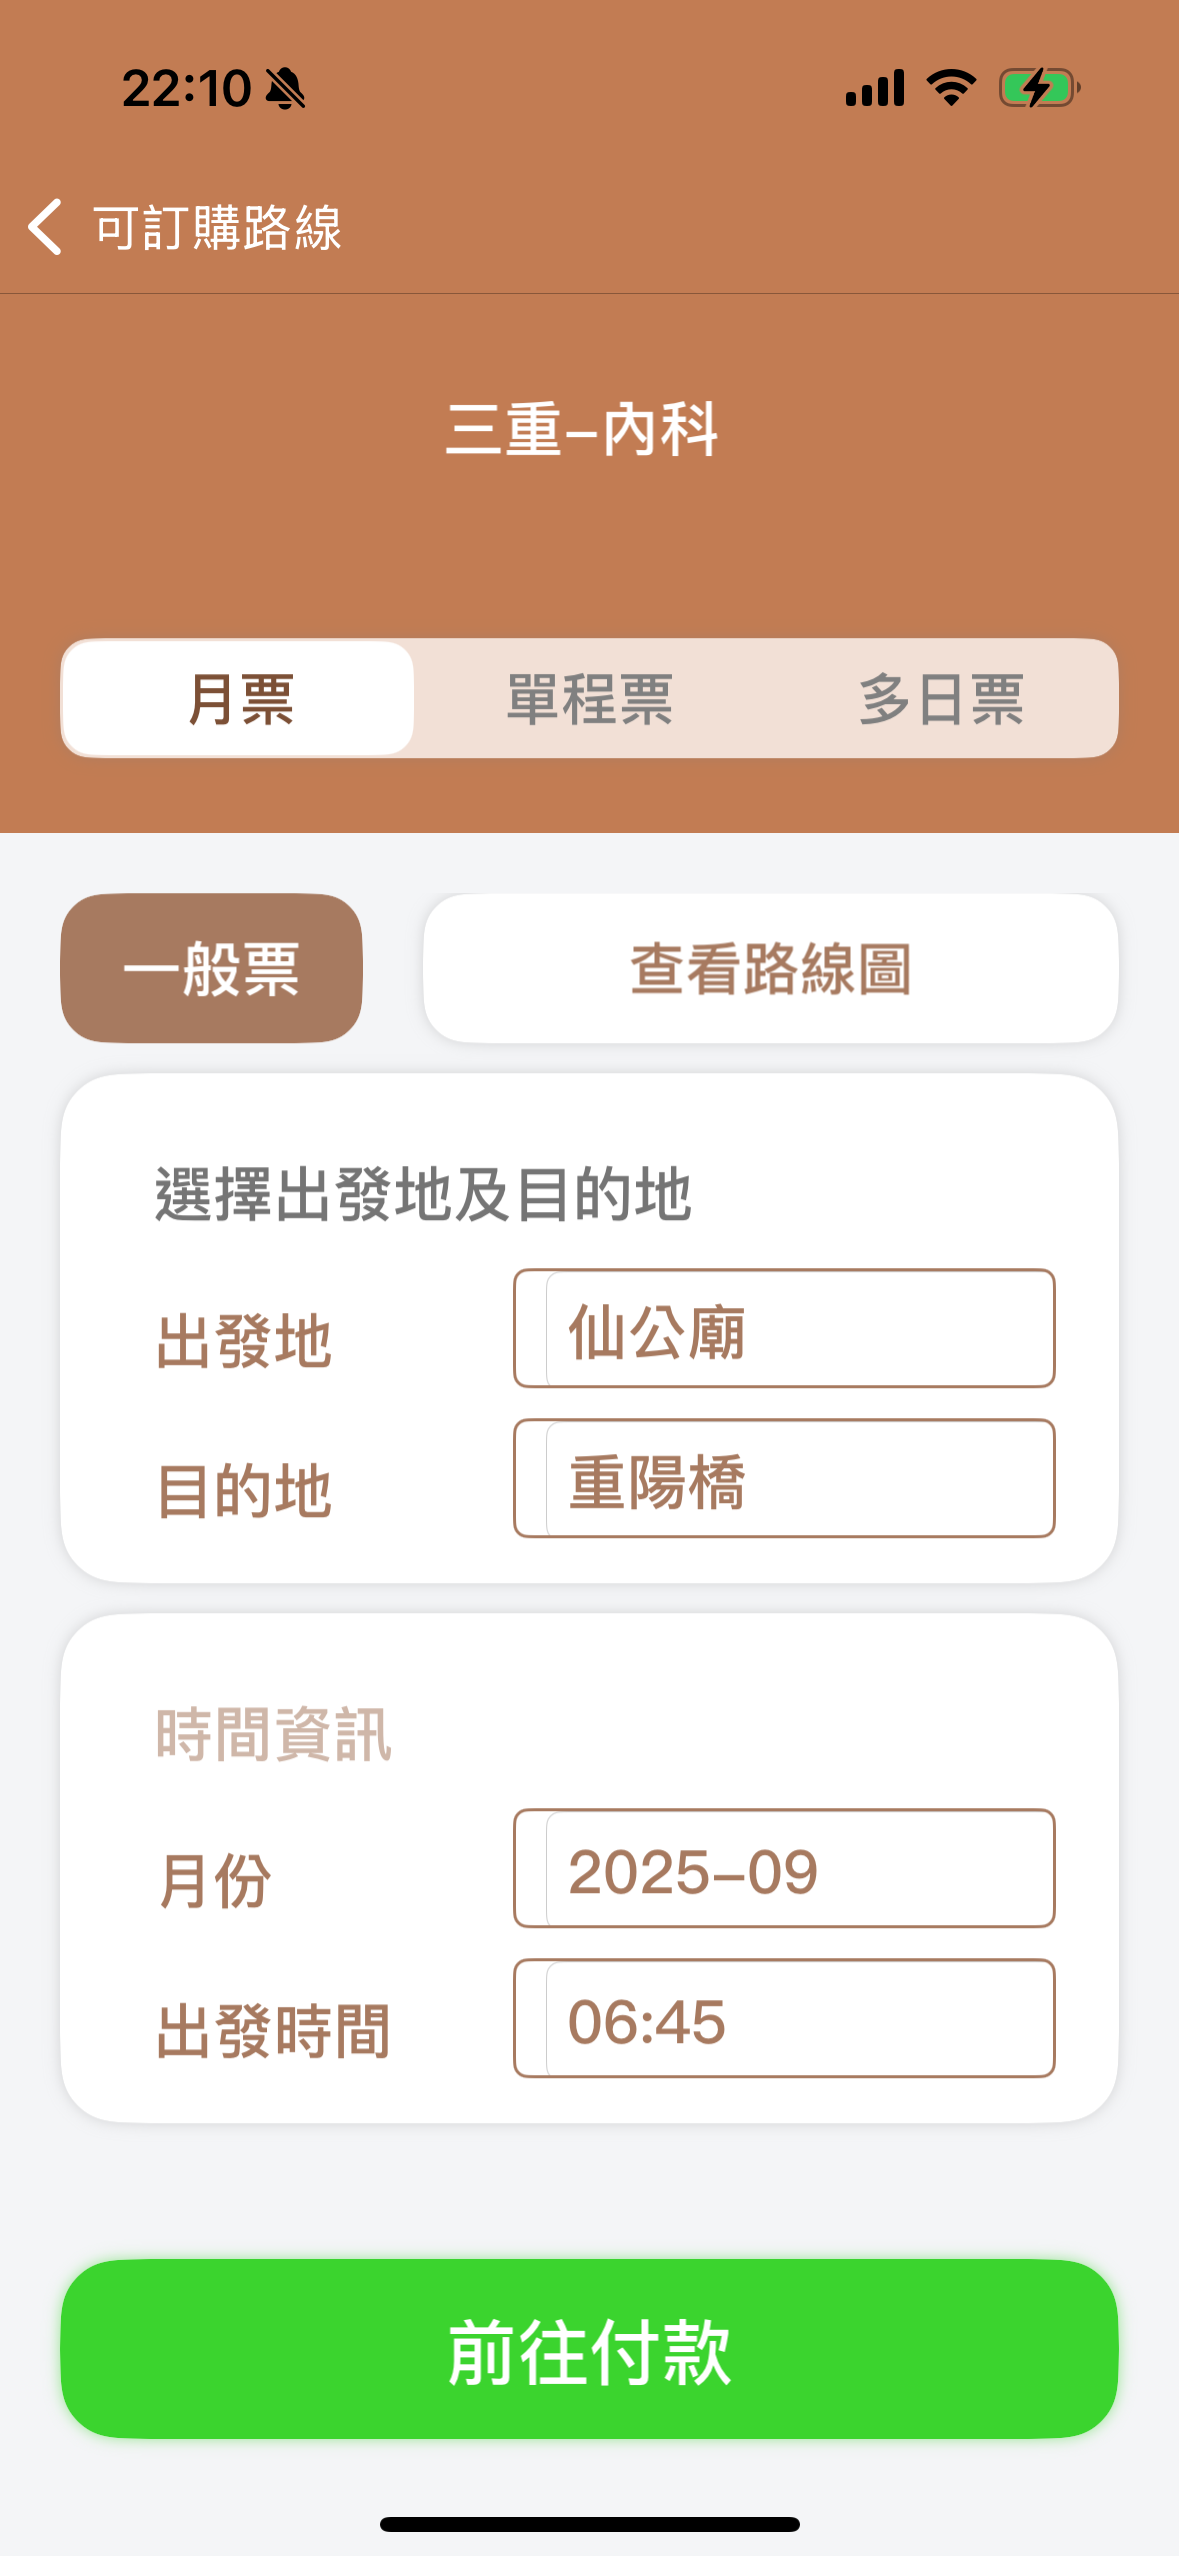 22:10
可訂購路線
三重-內科
月票 單程票 多日票
一般票 查看路線圖
選擇出發地及目的地
出發地 仙公廟
目的地 重陽橋
時間資訊
月份 2025-09
出發時間 06:45
前往付款